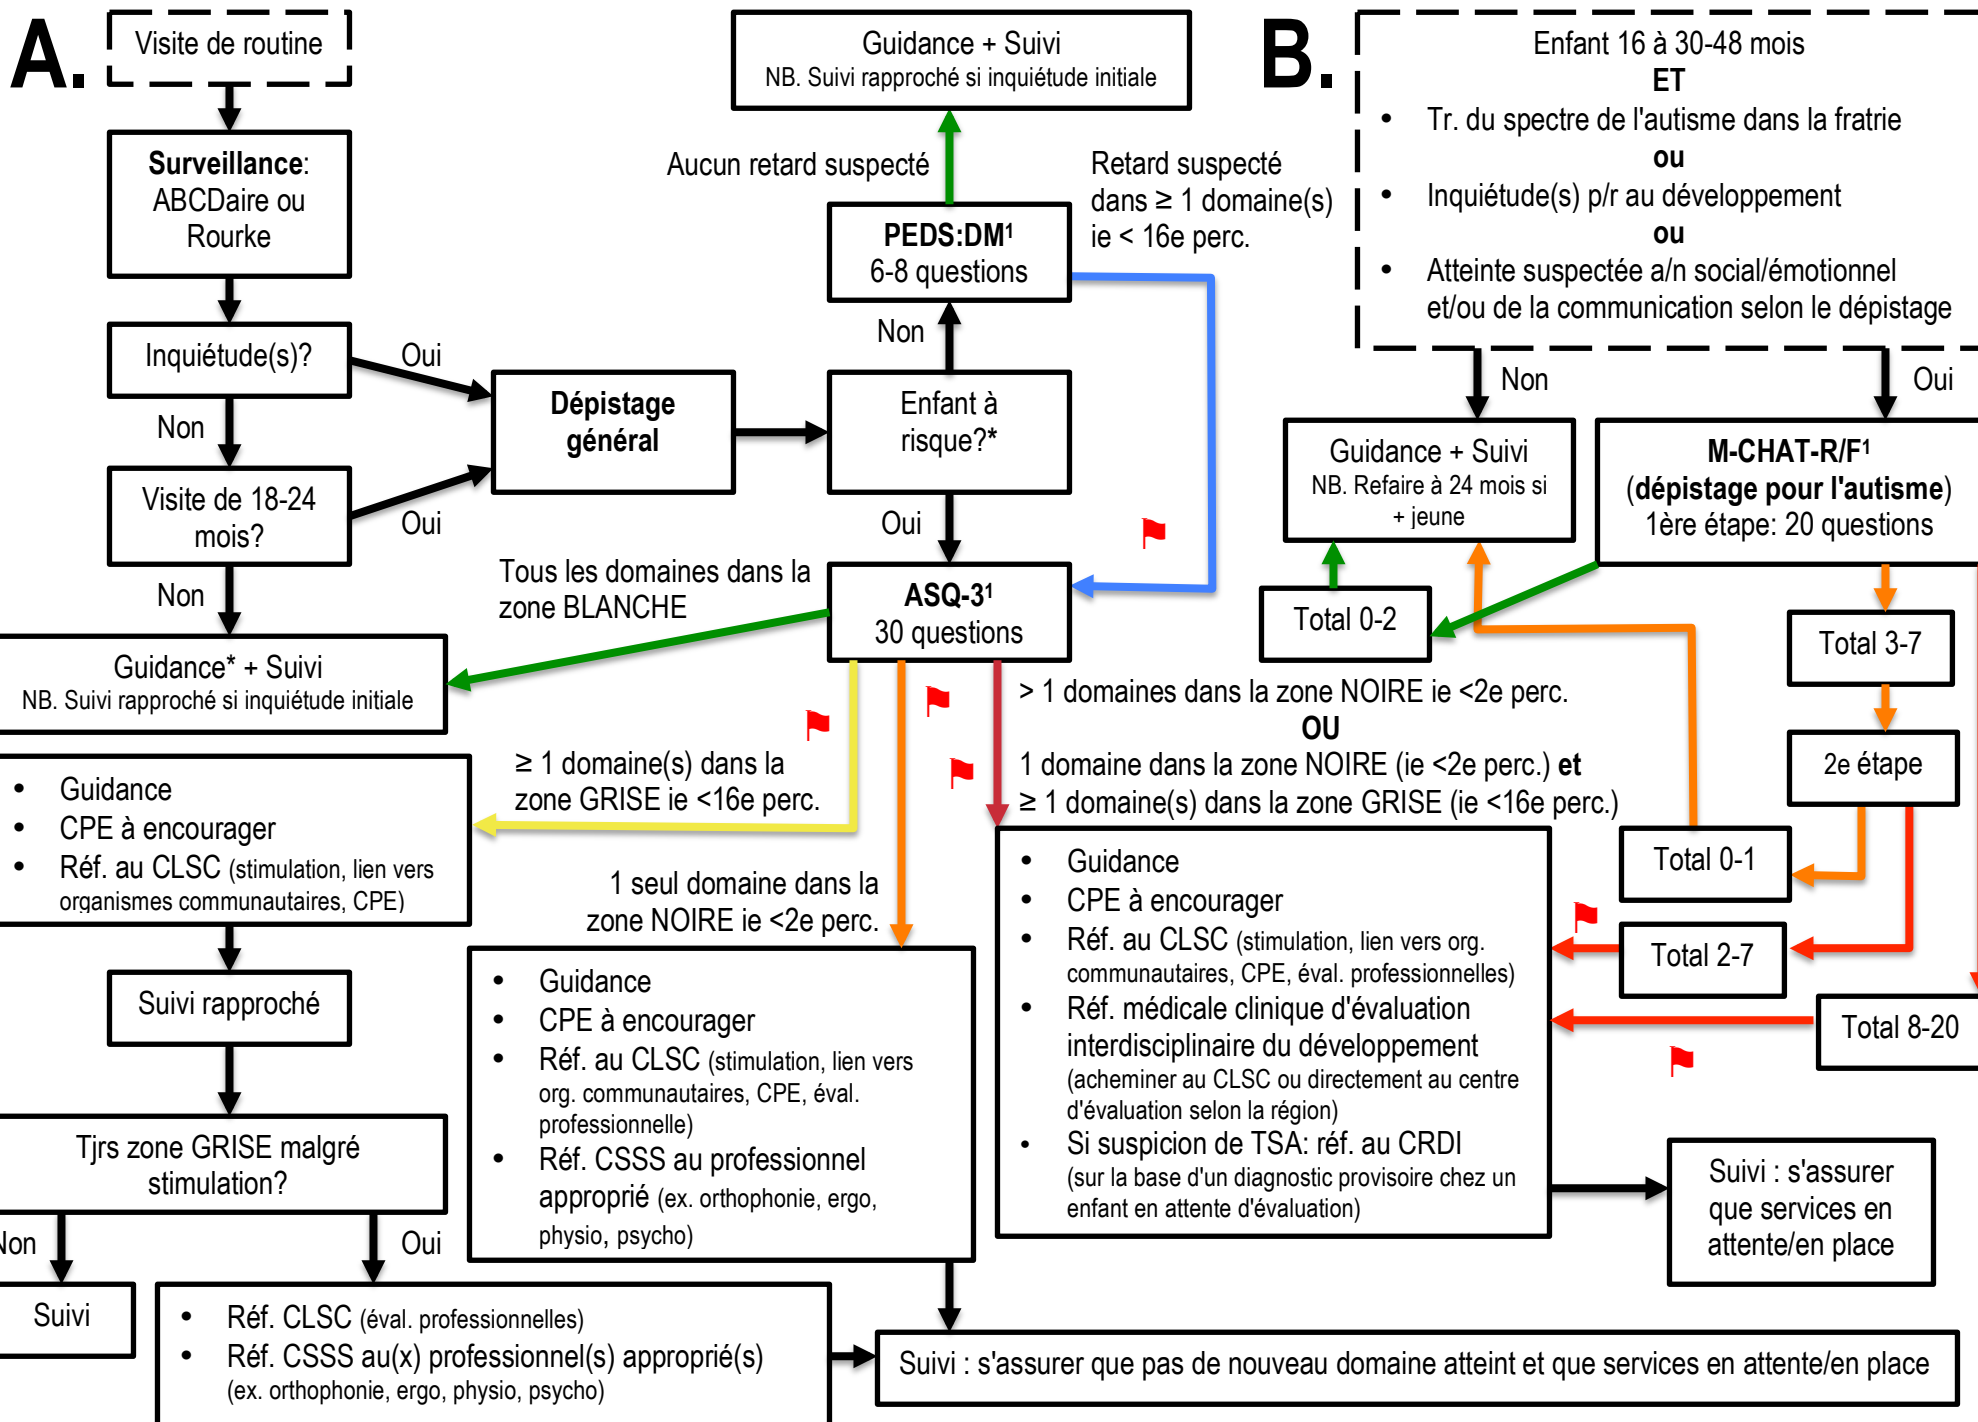 A.
Visite de routine
Surveillance:
ABCDaire ou
Rourke
Inquiétude(s)?
Oui
Non
Visite de 18-24
mois?
Oui
Non
Guidance* + Suivi
NB. Suivi rapproché si inquiétude initiale
Dépistage
général
Enfant à
risque?*
Non
Oui
PEDS:DM¹
6-8 questions
Aucun retard suspecté
Guidance + Suivi
NB. Suivi rapproché si inquiétude initiale
Retard suspecté
dans ≥ 1 domaine(s)
ie < 16e perc.
ASQ-3¹
30 questions
Tous les domaines dans la
zone BLANCHE
≥ 1 domaine(s) dans la
zone GRISE ie <16e perc.
1 seul domaine dans la
zone NOIRE ie <2e perc.
> 1 domaines dans la zone NOIRE ie <2e perc.
OU
1 domaine dans la zone NOIRE (ie <2e perc.) et
≥ 1 domaine(s) dans la zone GRISE (ie <16e perc.)
• Guidance
• CPE à encourager
• Réf. au CLSC (stimulation, lien vers
organismes communautaires, CPE)
Suivi rapproché
Tjrs zone GRISE malgré
stimulation?
Non
Oui
Suivi
• Réf. CLSC (éval. professionnelles)
• Réf. CSSS au(x) professionnel(s) approprié(s)
(ex. orthophonie, ergo, physio, psycho)
• Guidance
• CPE à encourager
• Réf. au CLSC (stimulation, lien vers
org. communautaires, CPE, éval.
professionnelle)
• Réf. CSSS au professionnel
approprié (ex. orthophonie, ergo,
physio, psycho)
Suivi : s'assurer que pas de nouveau domaine atteint et que services en attente/en place
• Guidance
• CPE à encourager
• Réf. au CLSC (stimulation, lien vers org.
communautaires, CPE, éval. professionnelles)
• Réf. médicale clinique d'évaluation
interdisciplinaire du développement
(acheminer au CLSC ou directement au centre
d'évaluation selon la région)
• Si suspicion de TSA: réf. au CRDI
(sur la base d'un diagnostic provisoire chez un
enfant en attente d'évaluation)
Suivi : s'assurer
que services en
attente/en place
B.
Enfant 16 à 30-48 mois
ET
• Tr. du spectre de l'autisme dans la fratrie
ou
• Inquiétude(s) p/r au développement
ou
• Atteinte suspectée a/n social/émotionnel
et/ou de la communication selon le dépistage
Non
Oui
Guidance + Suivi
NB. Refaire à 24 mois si
+ jeune
M-CHAT-R/F¹
(dépistage pour l'autisme)
1ère étape: 20 questions
Total 0-2
Total 3-7
2e étape
Total 0-1
Total 2-7
Total 8-20